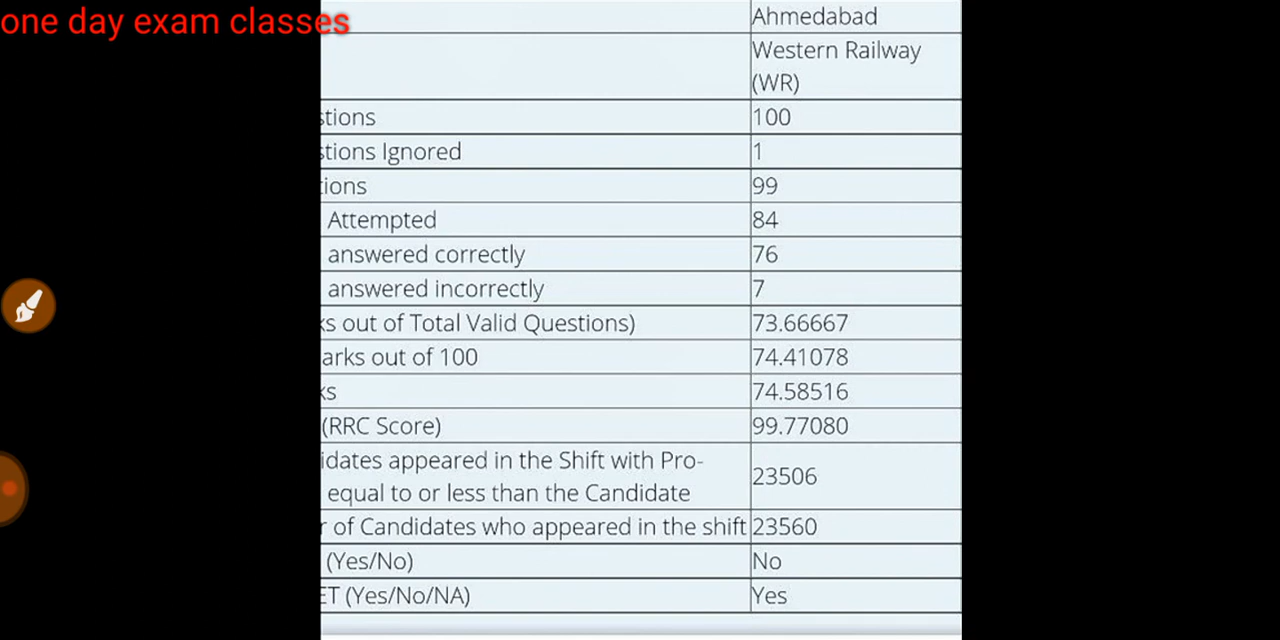 one day exam classes
Ahmedabad
Western Railway
(WR)
stions 100
stions Ignored 1
tions 99
Attempted 84
answered correctly 76
answered incorrectly 7
ks out of Total Valid Questions) 73.66667
arks out of 100 74.41078
ks 74.58516
(RRC Score) 99.77080
idates appeared in the Shift with Pro-
equal to or less than the Candidate 23506
r of Candidates who appeared in the shift 23560
(Yes/No) No
ET (Yes/No/NA) Yes